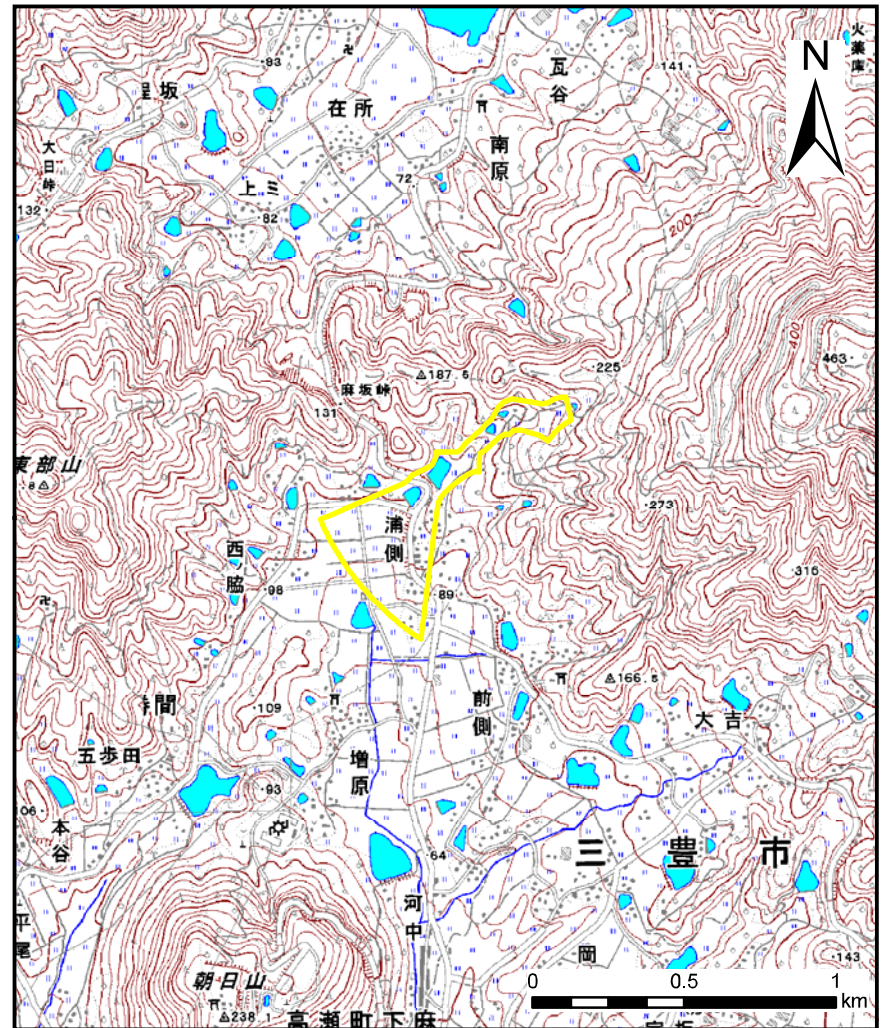 火薬庫
N
瓦谷
141
93
在所
大日峠
南原
72
上ミ
132
82
200
400
463
225
187.5
麻坂峠
131
東部山
浦側
273
西ノ脇
316
98
89
166.5
大吉
前側
109
五歩田
増原
93
106
本谷
三豊市
64
河中
平尾
岡
143
朝日山
238.1
高瀬町下麻
0 0.5 1
km